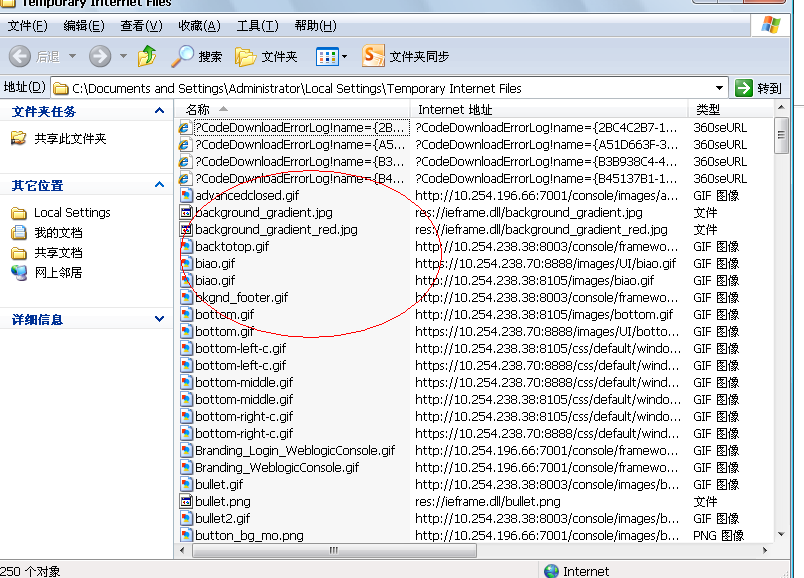 Temporary Internet Files
文件(F) 编辑(E) 查看(V) 收藏(A) 工具(T) 帮助(H)
后退 搜索 文件夹 文件夹同步
地址(D) C:\Documents and Settings\Administrator\Local Settings\Temporary Internet Files 转到
文件夹任务
共享此文件夹
其它位置
Local Settings
我的文档
共享文档
网上邻居
详细信息
名称 Internet 地址 类型
?CodeDownloadErrorLog!name={2B... ?CodeDownloadErrorLog!name={2BC4C2B7-1... 360seURL
?CodeDownloadErrorLog!name={A5... ?CodeDownloadErrorLog!name={A51D663F-3... 360seURL
?CodeDownloadErrorLog!name={B3... ?CodeDownloadErrorLog!name={B3B938C4-4... 360seURL
?CodeDownloadErrorLog!name={B4... ?CodeDownloadErrorLog!name={B45137B1-1... 360seURL
advancedclosed.gif http://10.254.196.66:7001/console/images/a... GIF 图像
background_gradient.jpg res://ieframe.dll/background_gradient.jpg 文件
background_gradient_red.jpg res://ieframe.dll/background_gradient_red.jpg 文件
backtotop.gif http://10.254.238.38:8003/console/framewo... GIF 图像
biao.gif https://10.254.238.70:8888/images/UI/biao.gif GIF 图像
biao.gif http://10.254.238.38:8105/images/biao.gif GIF 图像
bkgnd_footer.gif http://10.254.238.38:8003/console/framewo... GIF 图像
bottom.gif http://10.254.238.38:8105/images/bottom.gif GIF 图像
bottom.gif https://10.254.238.70:8888/images/UI/botto... GIF 图像
bottom-left-c.gif http://10.254.238.38:8105/css/default/windo... GIF 图像
bottom-left-c.gif https://10.254.238.70:8888/css/default/wind... GIF 图像
bottom-middle.gif https://10.254.238.70:8888/css/default/wind... GIF 图像
bottom-middle.gif http://10.254.238.38:8105/css/default/windo... GIF 图像
bottom-right-c.gif http://10.254.238.38:8105/css/default/windo... GIF 图像
bottom-right-c.gif https://10.254.238.70:8888/css/default/wind... GIF 图像
Branding_Login_WeblogicConsole.gif http://10.254.196.66:7001/console/framewo... GIF 图像
Branding_WeblogicConsole.gif http://10.254.196.66:7001/console/framewo... GIF 图像
bullet.gif http://10.254.238.38:8003/console/images/b... GIF 图像
bullet.png res://ieframe.dll/bullet.png 文件
bullet2.gif http://10.254.238.38:8003/console/images/b... GIF 图像
button_bg_mo.png http://10.254.238.38:8003/console/images/b... PNG 图像
250 个对象 Internet